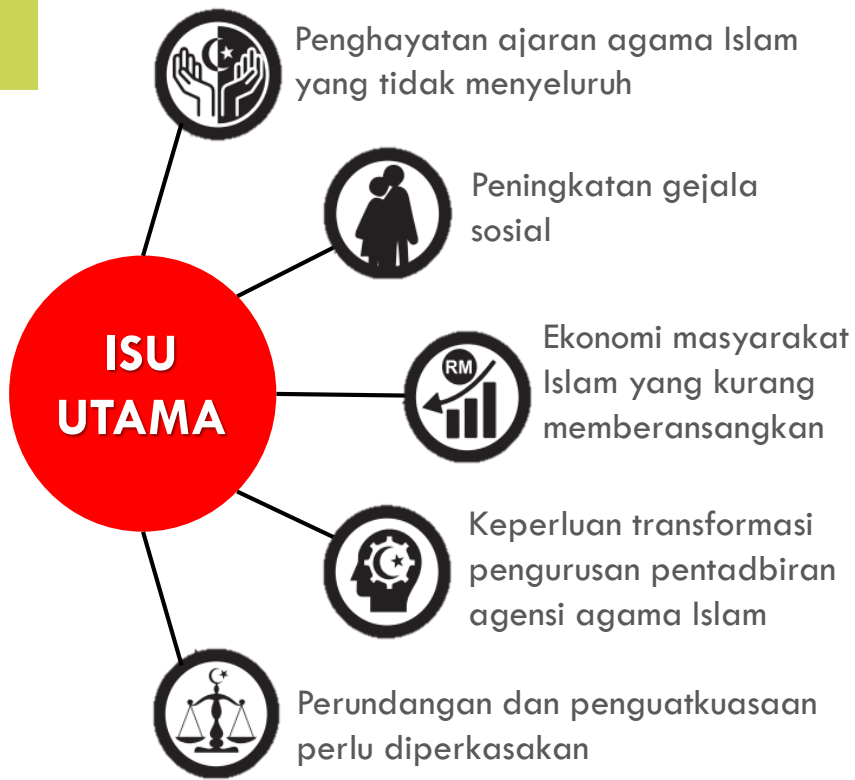 Penghayatan ajaran agama Islam
yang tidak menyeluruh
Peningkatan gejala
sosial
ISU
UTAMA
RM
Ekonomi masyarakat
Islam yang kurang
memberansangkan
Keperluan transformasi
pengurusan pentadbiran
agensi agama Islam
Perundangan dan penguatkuasaan
perlu diperkasakan